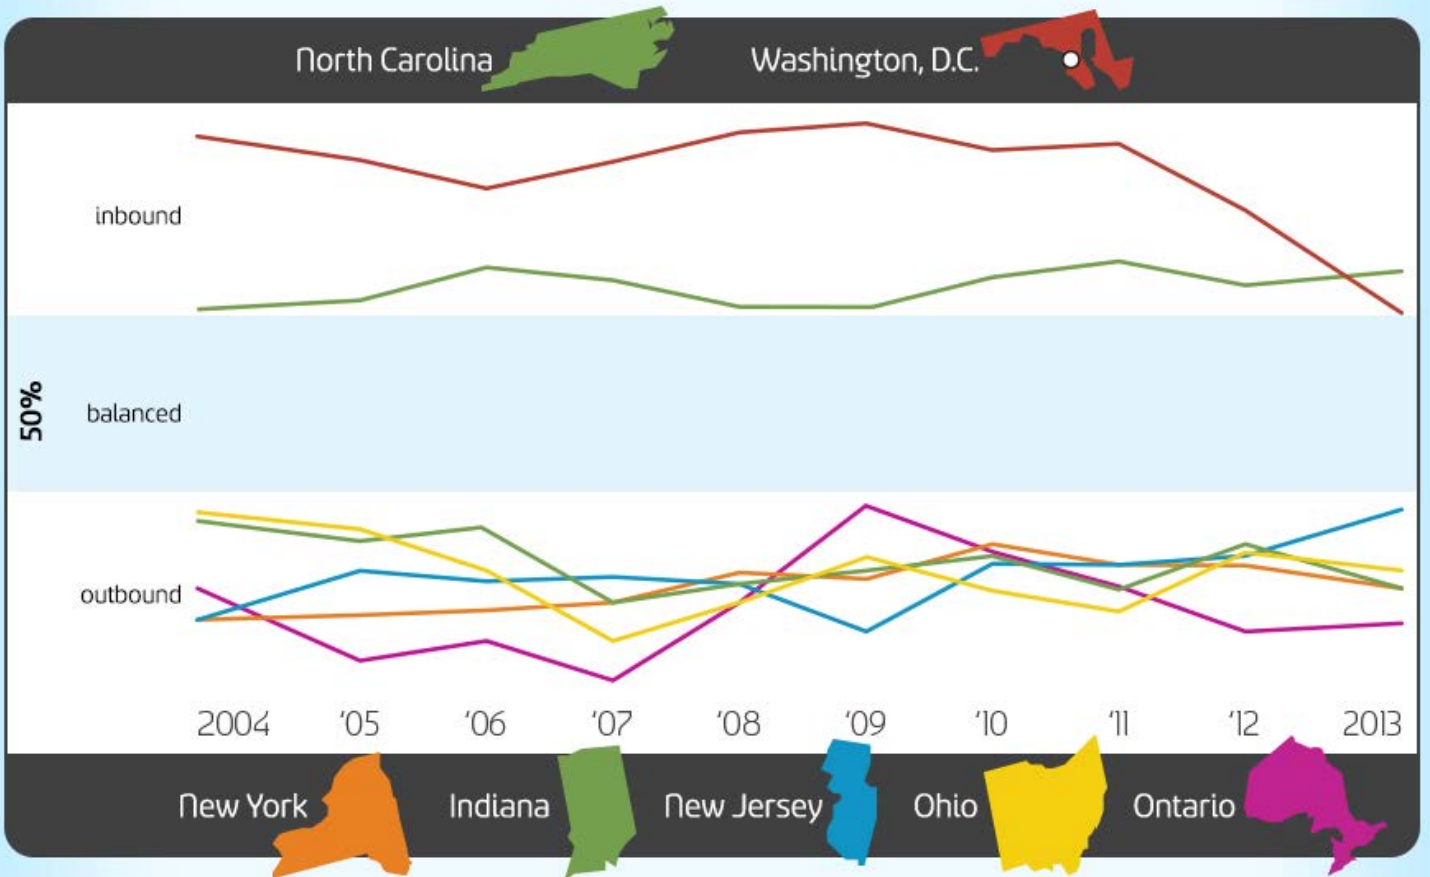 North Carolina
Washington, D.C.
inbound
50%
balanced
outbound
2004 ‘05 ‘06 ‘07 ‘08 ‘09 ‘10 ‘11 ‘12 2013
New York
Indiana
New Jersey
Ohio
Ontario